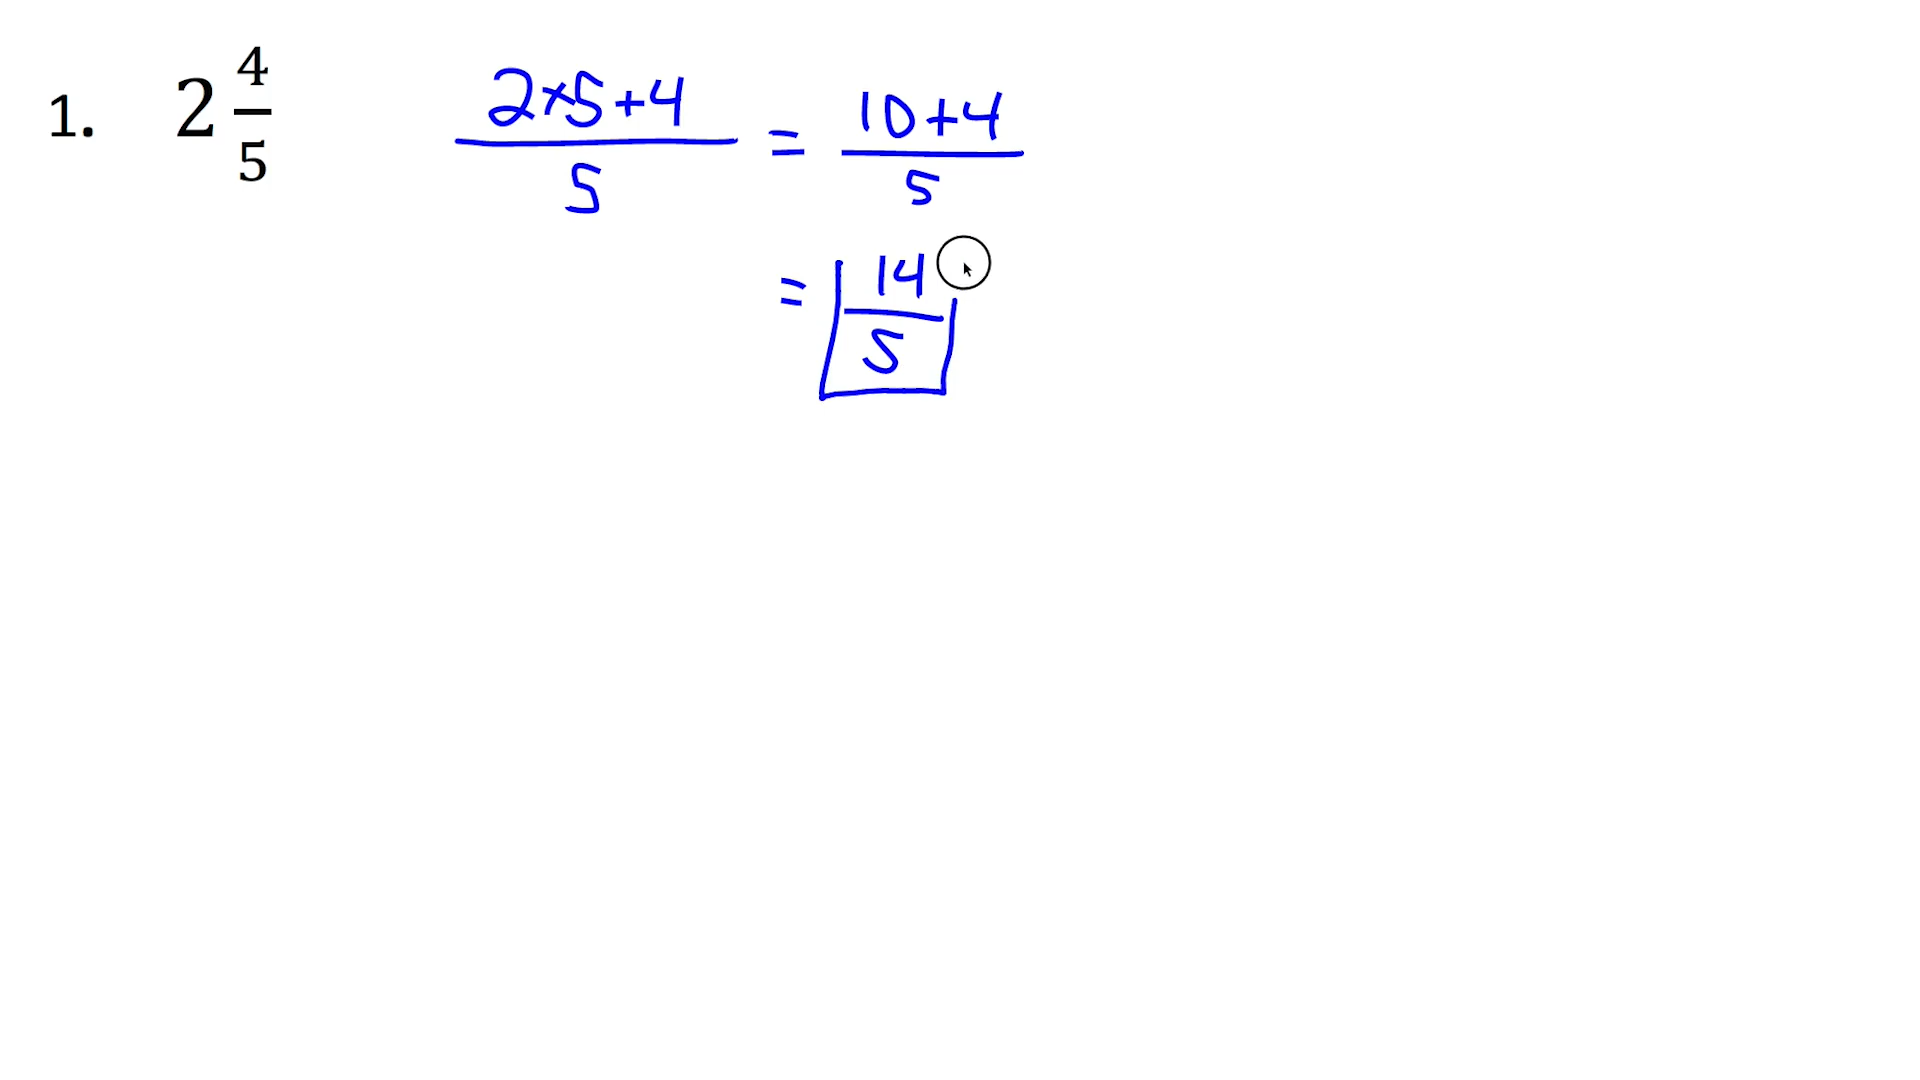 1. 2 4/5 (2×5+4)/5 = (10+4)/5
= 14/5